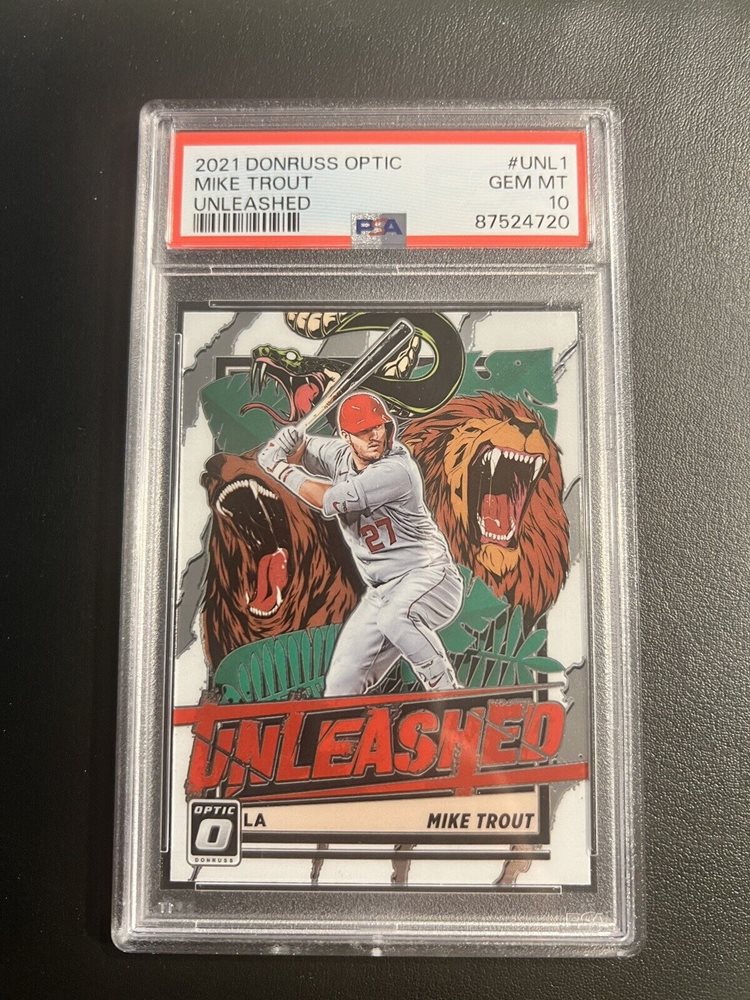 2021 DONRUSS OPTIC #UNL1
MIKE TROUT GEM MT
UNLEASHED 10
PSA 87524720
27
UNLEASHED
OPTIC
O
DONRUSS
LA MIKE TROUT
PSA